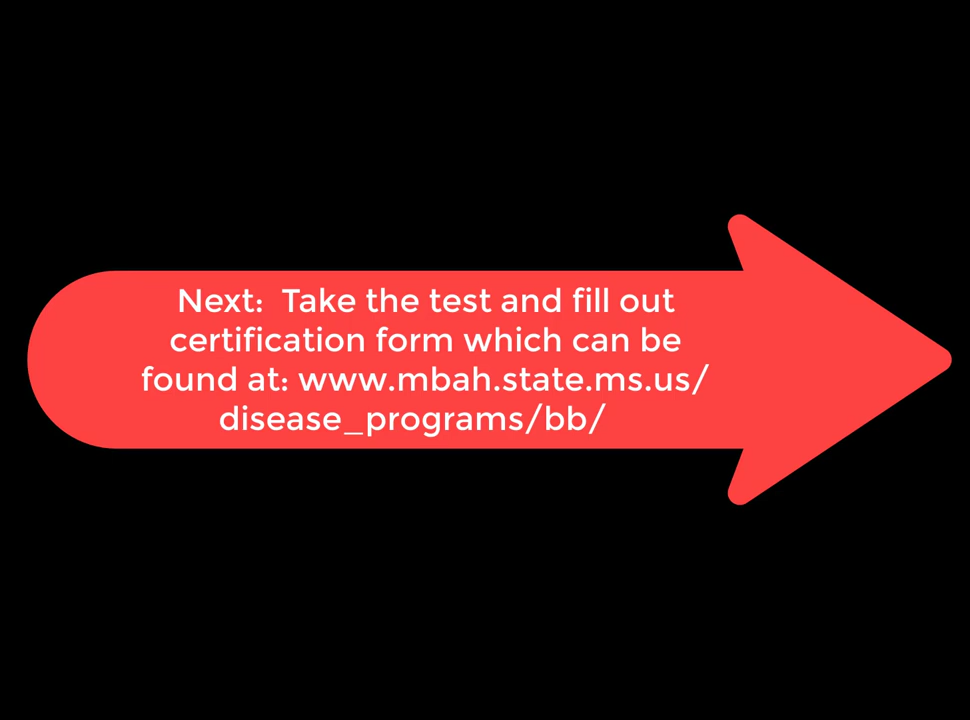 Next:  Take the test and fill out
certification form which can be
found at: www.mbah.state.ms.us/
disease_programs/bb/